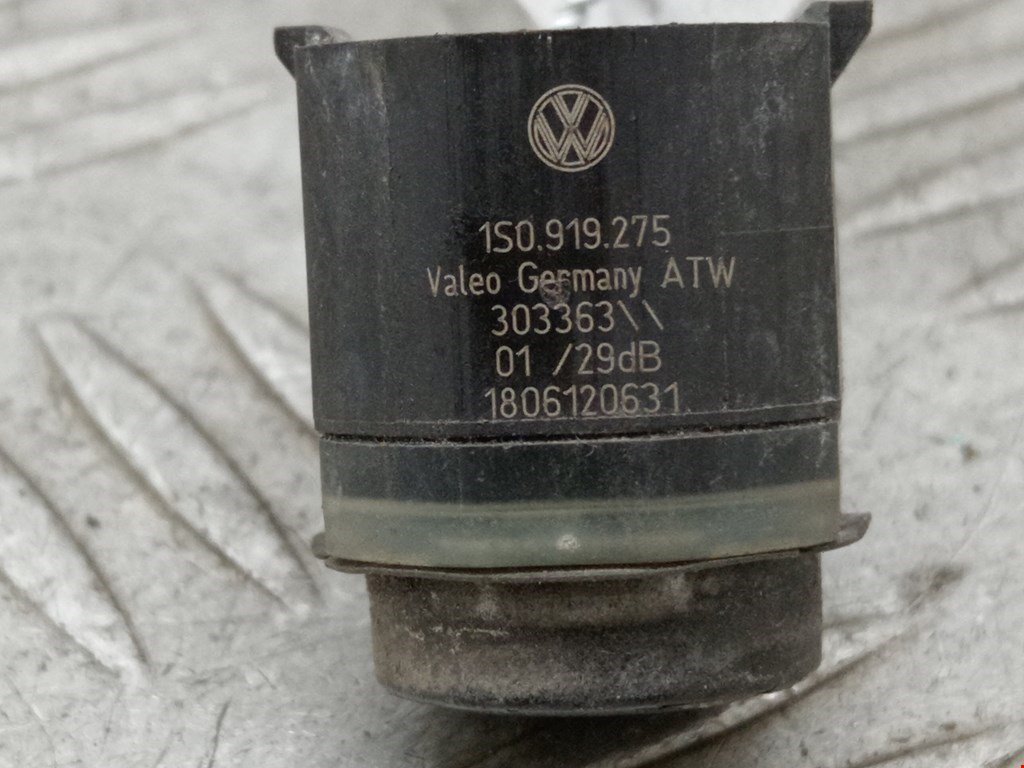 1S0.919.275
Valeo Germany ATW
303363\\
01 /29dB
1806120631